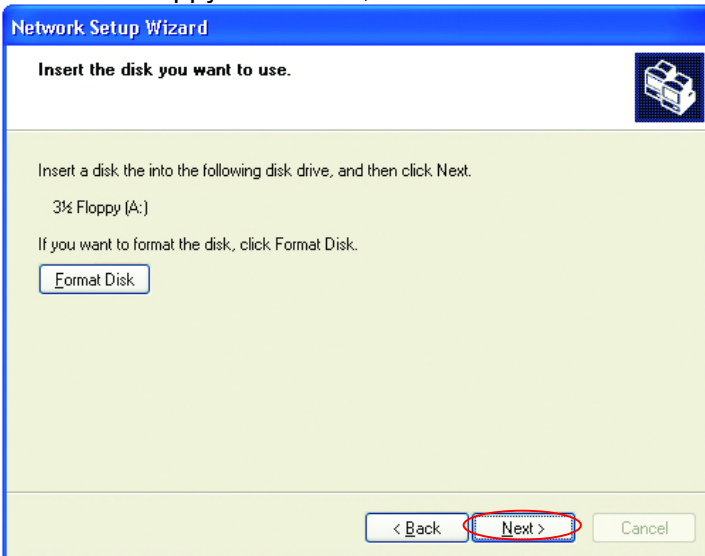 Network Setup Wizard
Insert the disk you want to use.
Insert a disk the into the following disk drive, and then click Next.
3½ Floppy (A:)
If you want to format the disk, click Format Disk.
Format Disk
< Back Next > Cancel